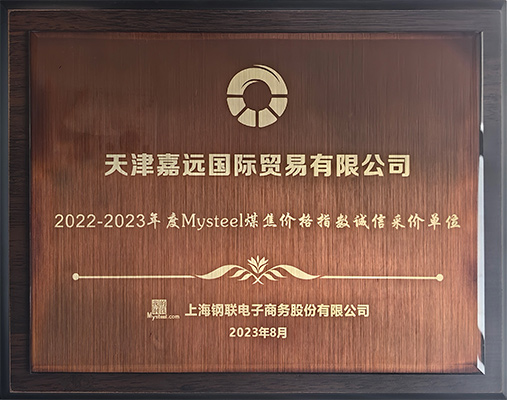 天津嘉远国际贸易有限公司
2022-2023年度Mysteel煤焦价格指数诚信采价单位
Mysteel.com 上海钢联电子商务股份有限公司
2023年8月